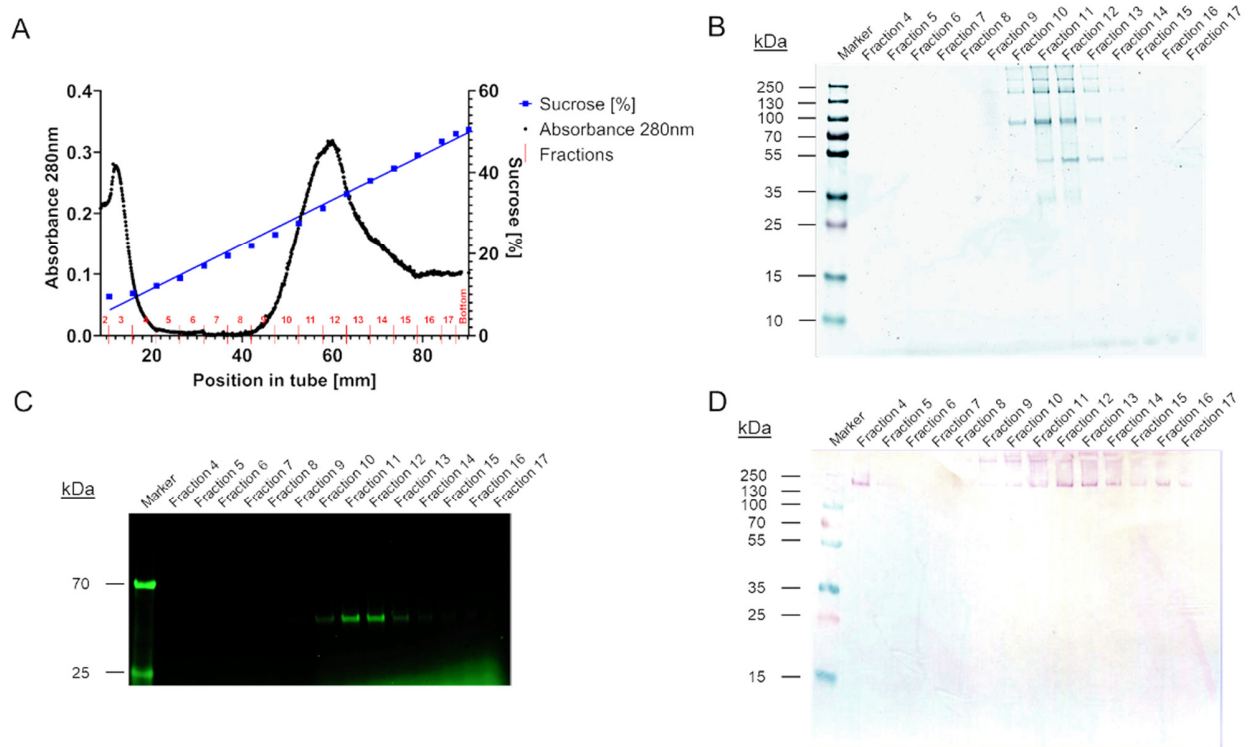 A
0.4
0.3
0.2
0.1
0.0
Absorbance 280nm
60
40
20
0
Sucrose [%]
20
40
60
80
Position in tube [mm]
2
3
4
5
6
7
8
9
10
11
12
13
14
15
16
17
Bottom
Sucrose [%]
Absorbance 280nm
Fractions
B
kDa
Marker
Fraction 4
Fraction 5
Fraction 6
Fraction 7
Fraction 8
Fraction 9
Fraction 10
Fraction 11
Fraction 12
Fraction 13
Fraction 14
Fraction 15
Fraction 16
Fraction 17
250
130
100
70
55
35
25
15
10
C
kDa
Marker
Fraction 4
Fraction 5
Fraction 6
Fraction 7
Fraction 8
Fraction 9
Fraction 10
Fraction 11
Fraction 12
Fraction 13
Fraction 14
Fraction 15
Fraction 16
Fraction 17
70
25
D
kDa
Marker
Fraction 4
Fraction 5
Fraction 6
Fraction 7
Fraction 8
Fraction 9
Fraction 10
Fraction 11
Fraction 12
Fraction 13
Fraction 14
Fraction 15
Fraction 16
Fraction 17
250
130
100
70
55
35
25
15